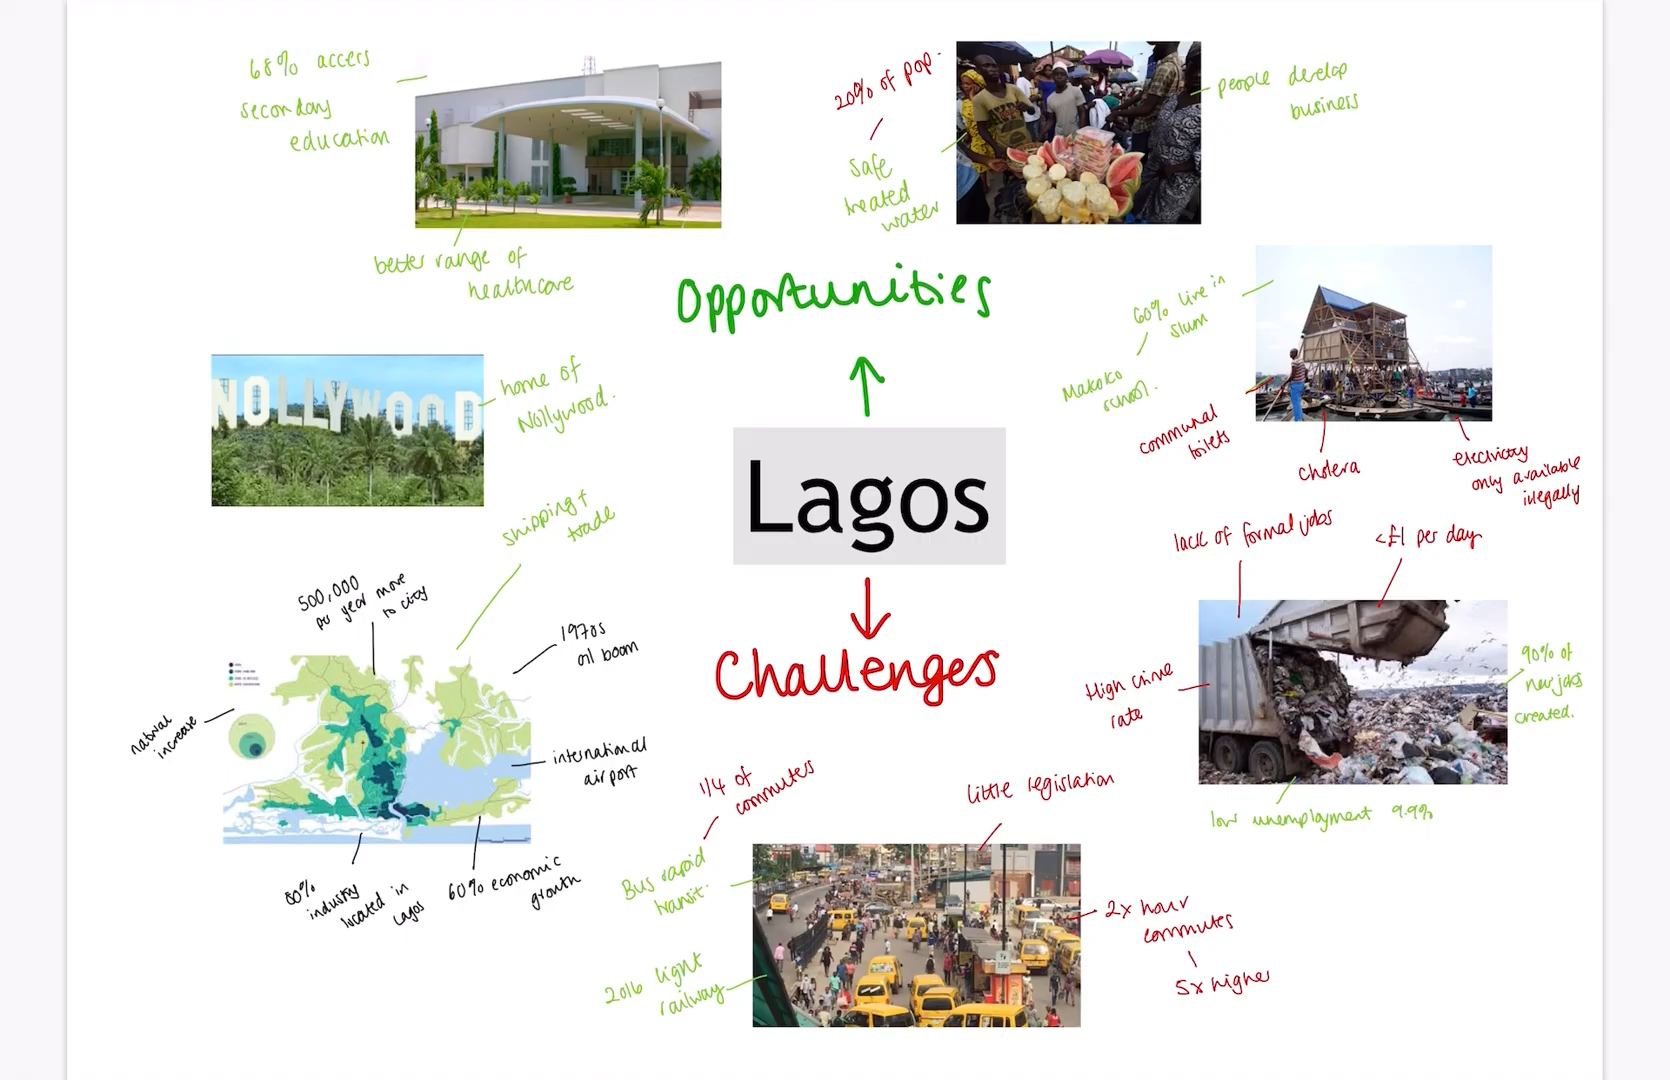 68% access
secondary
education
better range of
healthcare
20% of pop.
safe
treated
water
people develop
business
Opportunities
60% live in
slum
Makoko
school.
communal
toilets
cholera
electricity
only available
illegally
NOLLYWOOD
home of
Nollywood.
Lagos
shipping +
trade
500,000
per year move
to city
1970s
oil boom
natural
increase
international
airport
80%
industry
located in
Lagos
60% economic
growth
Challenges
lack of formal jobs
<£1 per day
High crime
rate
90% of
new jobs
created.
low unemployment 9.9%
1/4 of
commuters
Bus rapid
transit.
2016 light
railway
little legislation
2x hour
commutes
5x higher